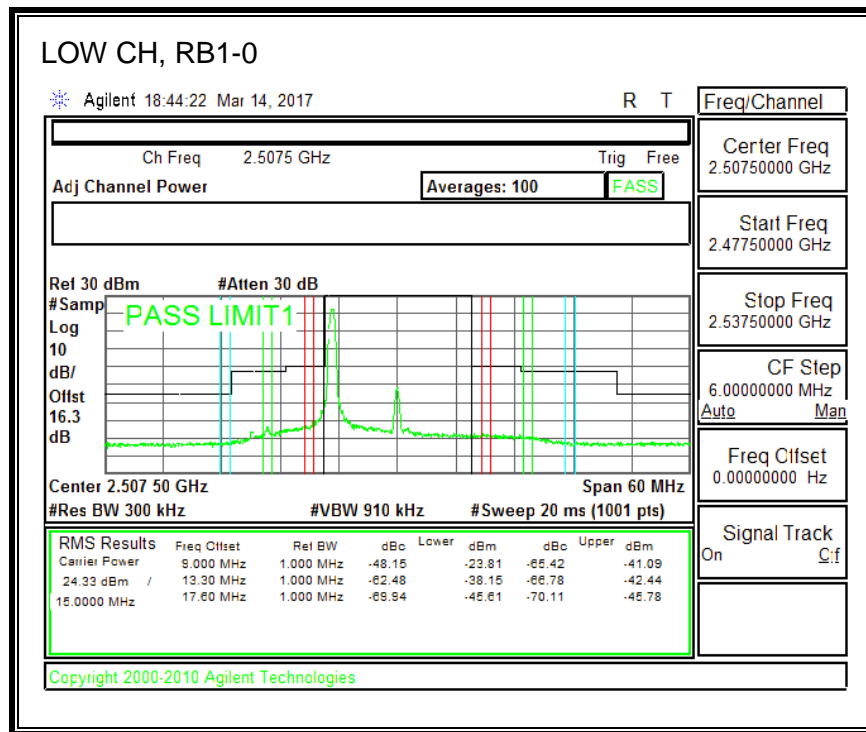 LOW CH, RB1-0
Agilent 18:44:22 Mar 14, 2017 R T
Freq/Channel
Ch Freq 2.5075 GHz Trig Free
Adj Channel Power Averages: 100 PASS
Center Freq
2.50750000 GHz
Start Freq
2.47750000 GHz
Stop Freq
2.53750000 GHz
CF Step
6.00000000 MHz
Auto Man
Freq Offset
0.00000000 Hz
Signal Track
On Off
Ref 30 dBm #Atten 30 dB
#Samp
Log
10
dB/
Offst
16.3
dB
PASS LIMIT1
Center 2.507 50 GHz Span 60 MHz
#Res BW 300 kHz #VBW 910 kHz #Sweep 20 ms (1001 pts)
RMS Results Freq Offset Ref BW dBc Lower dBm dBc Upper dBm
Carrier Power 9.000 MHz 1.000 MHz -48.15 -23.81 -65.42 -41.09
24.33 dBm / 13.30 MHz 1.000 MHz -62.48 -38.15 -66.78 -42.44
15.0000 MHz 17.60 MHz 1.000 MHz -69.94 -45.61 -70.11 -45.78
Copyright 2000-2010 Agilent Technologies